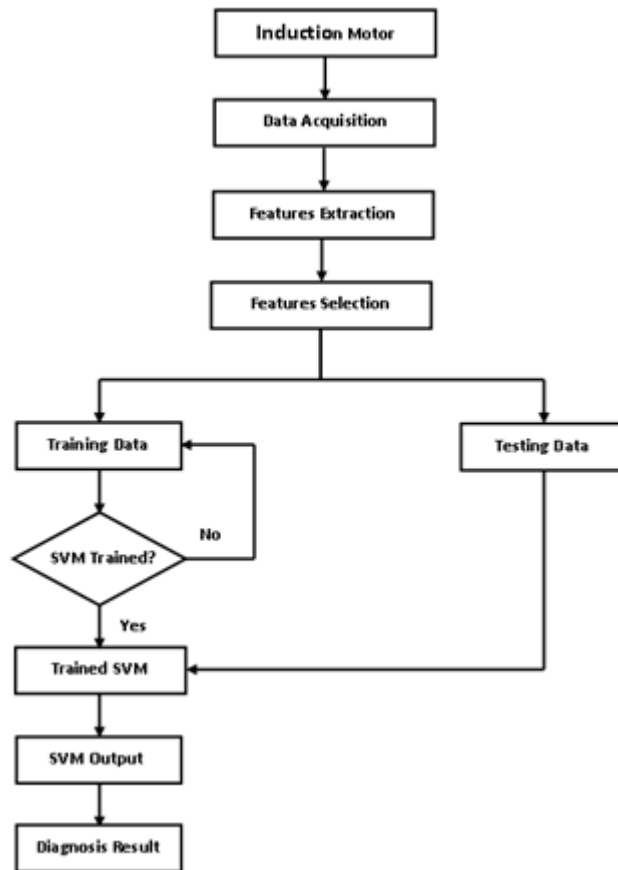 Induction Motor
Data Acquisition
Features Extraction
Features Selection
Training Data
Testing Data
No
SVM Trained?
Yes
Trained SVM
SVM Output
Diagnosis Result